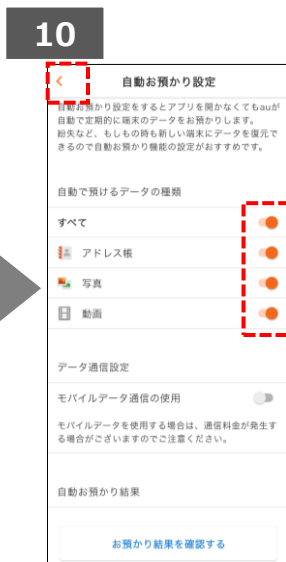 10
自動お預かり設定
自動お預かり設定をするとアプリを開かなくてもauが
自動で定期的に端末のデータをお預かりします。
紛失など、もしもの時も新しい端末にデータを復元で
きるので自動お預かり機能の設定がおすすめです。
自動で預けるデータの種類
すべて
アドレス帳
写真
動画
データ通信設定
モバイルデータ通信の使用
モバイルデータを使用する場合は、通信料金が発生す
る場合がございますのでご注意ください。
自動お預かり結果
お預かり結果を確認する